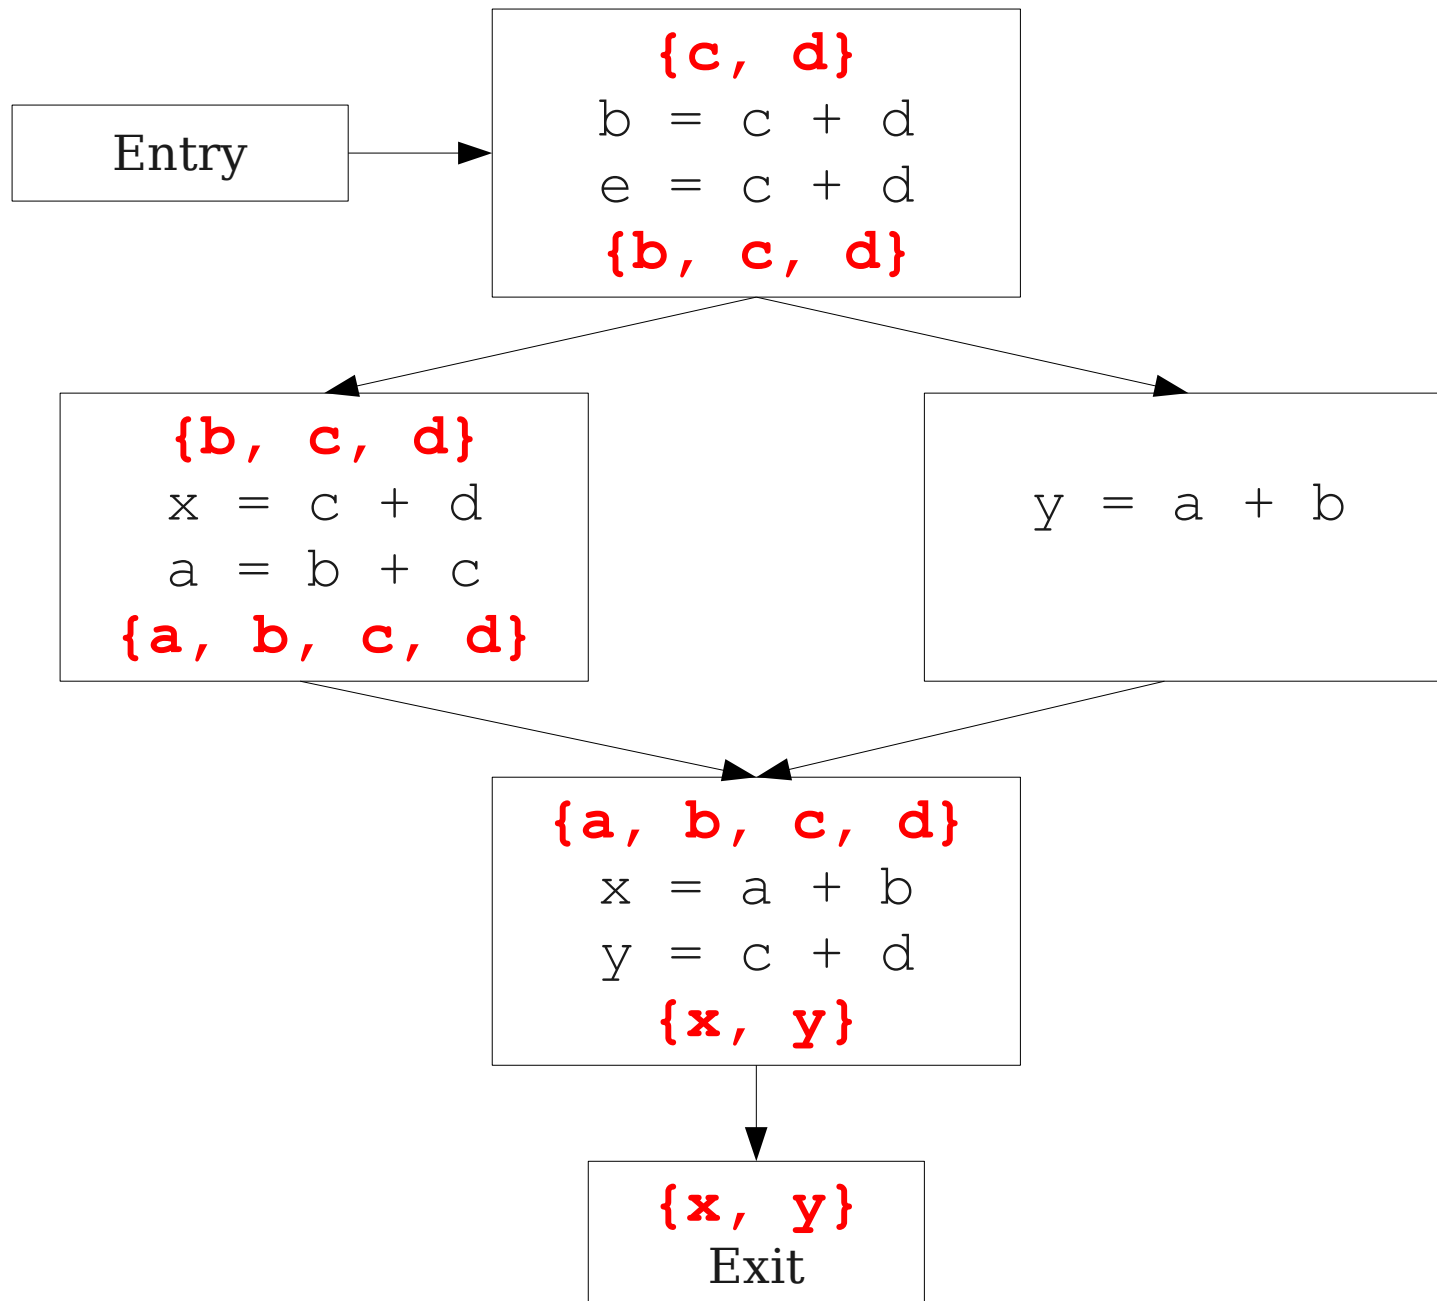 {c, d}
b = c + d
e = c + d
{b, c, d}
Entry
{b, c, d}
x = c + d
a = b + c
{a, b, c, d}
y = a + b
{a, b, c, d}
x = a + b
y = c + d
{x, y}
{x, y}
Exit